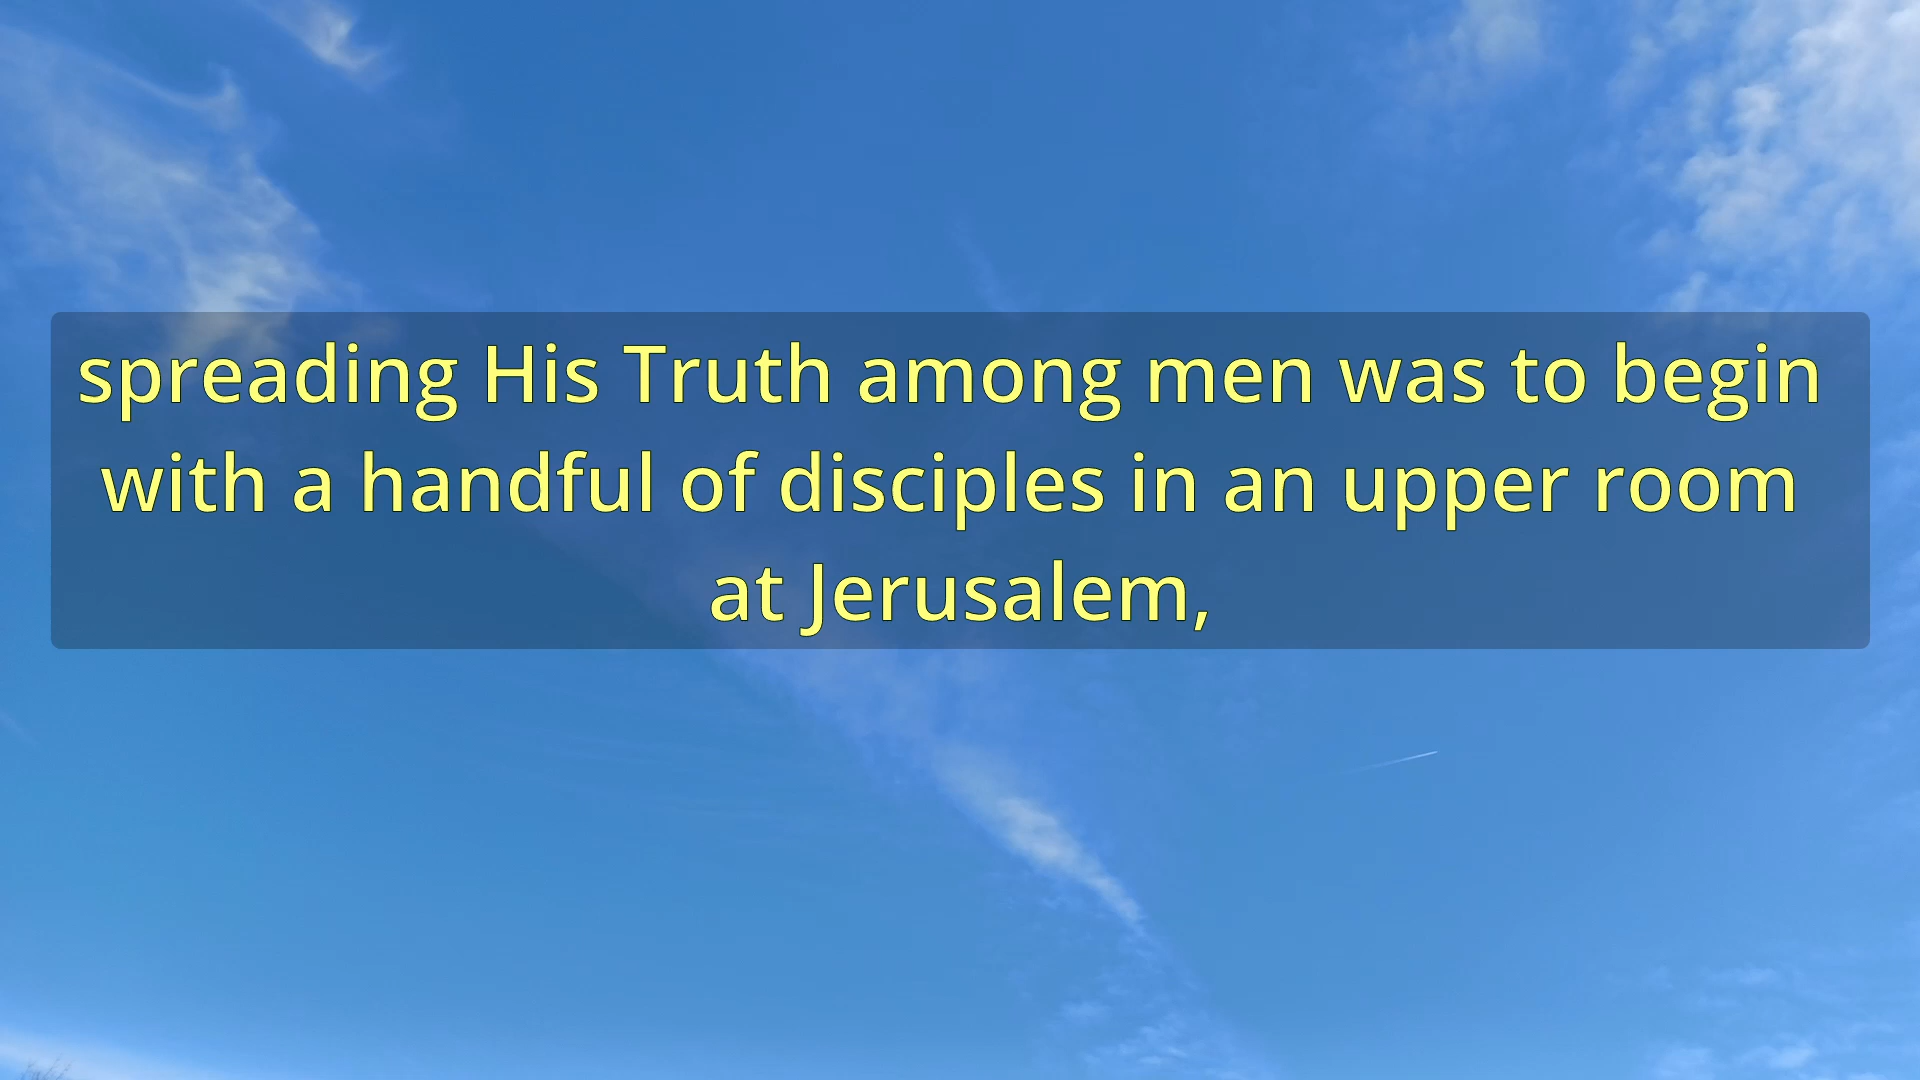 spreading His Truth among men was to begin
with a handful of disciples in an upper room
at Jerusalem,